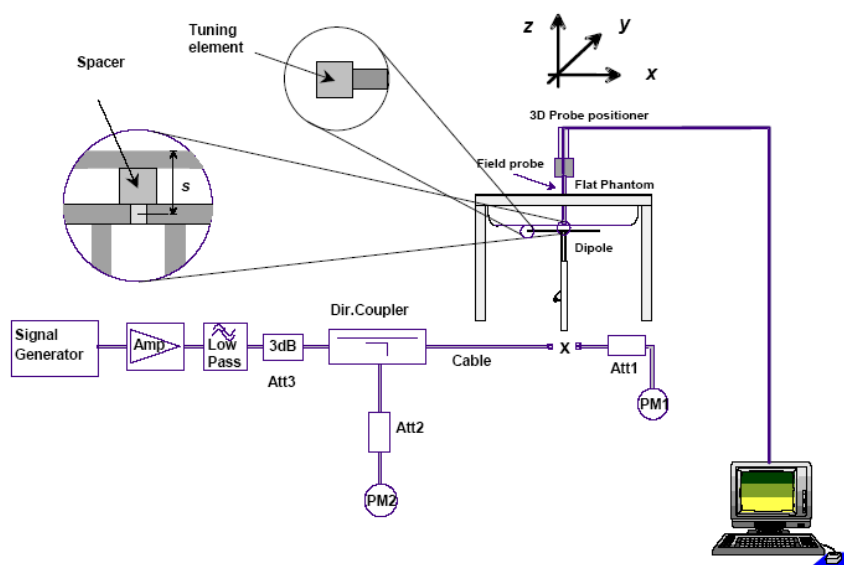 Tuning
element
Spacer
z
y
x
s
3D Probe positioner
Field probe
Flat Phantom
Dipole
Dir.Coupler
Signal
Generator
Amp
Low
Pass
3dB
Att3
Cable
X
Att1
PM1
Att2
PM2